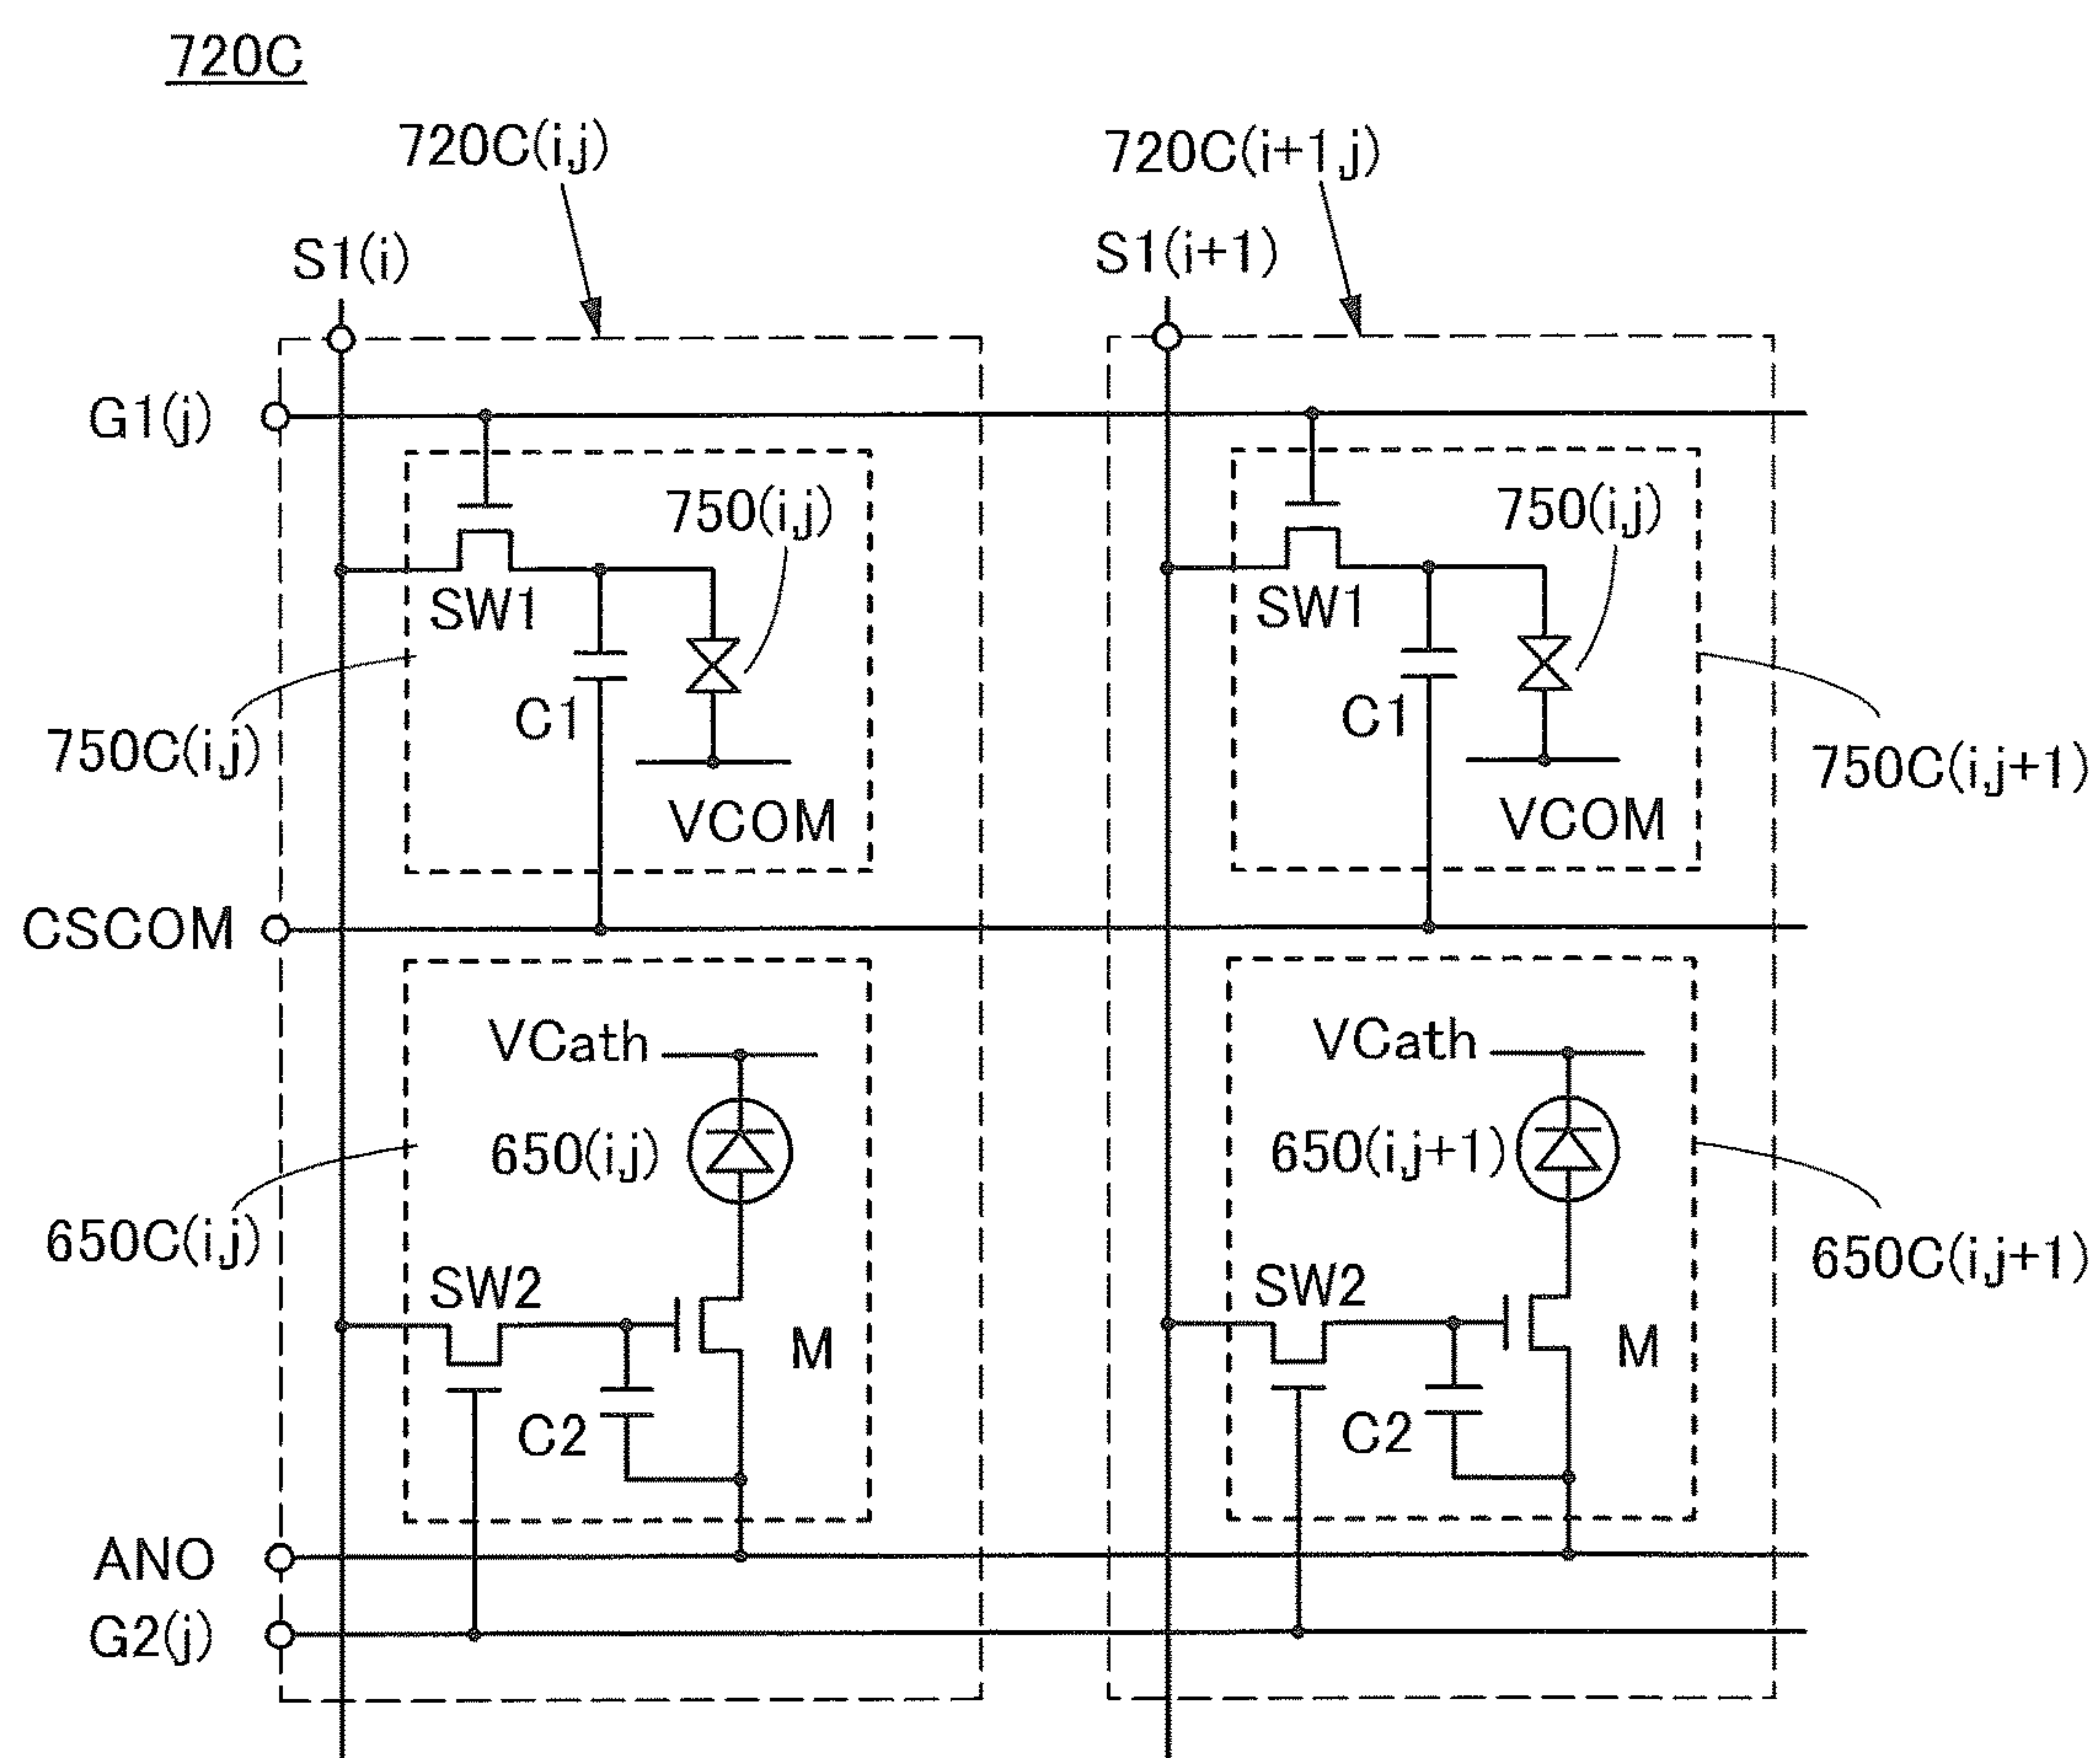 720C
720C(i,j)
720C(i+1,j)
S1(i)
S1(i+1)
G1(j)
750(i,j)
750(i,j)
SW1
SW1
C1
C1
750C(i,j)
750C(i,j+1)
VCOM
VCOM
CSCOM
VCath
VCath
650(i,j)
650(i,j+1)
650C(i,j)
650C(i,j+1)
SW2
SW2
M
M
C2
C2
ANO
G2(j)